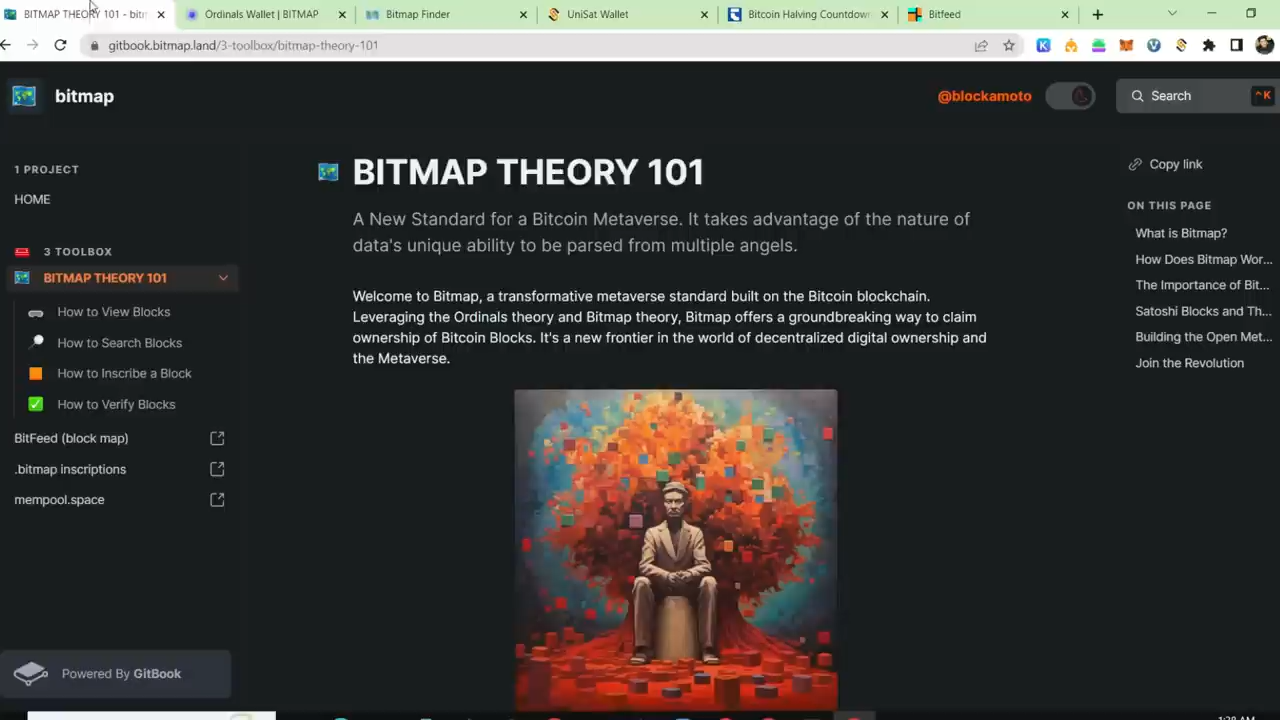 BITMAP THEORY 101 - bitm
Ordinals Wallet | BITMAP
Bitmap Finder
UniSat Wallet
Bitcoin Halving Countdown
Bitfeed
gitbook.bitmap.land/3-toolbox/bitmap-theory-101
bitmap
@blockamoto
Search
^K
1 PROJECT
HOME
3 TOOLBOX
BITMAP THEORY 101
How to View Blocks
How to Search Blocks
How to Inscribe a Block
How to Verify Blocks
BitFeed (block map)
.bitmap inscriptions
mempool.space
Powered By GitBook
BITMAP THEORY 101
A New Standard for a Bitcoin Metaverse. It takes advantage of the nature of
data's unique ability to be parsed from multiple angels.
Welcome to Bitmap, a transformative metaverse standard built on the Bitcoin blockchain.
Leveraging the Ordinals theory and Bitmap theory, Bitmap offers a groundbreaking way to claim
ownership of Bitcoin Blocks. It's a new frontier in the world of decentralized digital ownership and
the Metaverse.
Copy link
ON THIS PAGE
What is Bitmap?
How Does Bitmap Wor...
The Importance of Bit...
Satoshi Blocks and Th...
Building the Open Met...
Join the Revolution